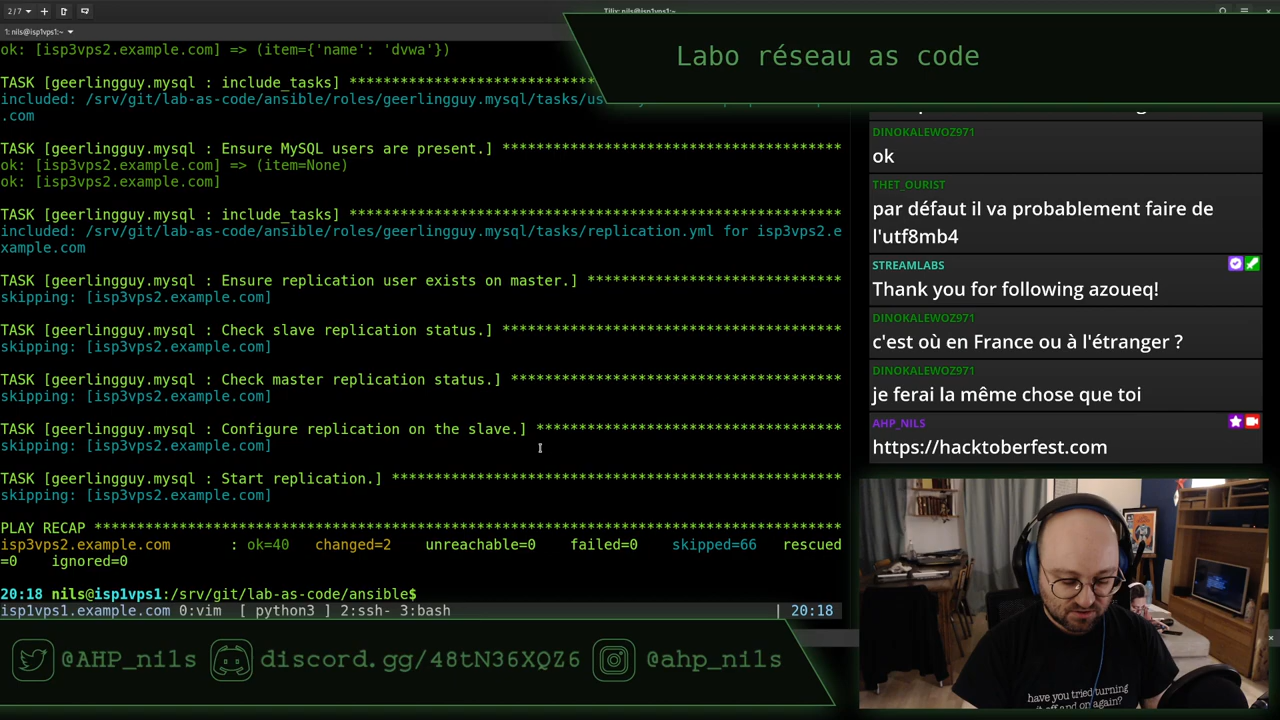 2/7
Tilix: nils@isp1vps1:~
1: nils@isp1vps1:~
Labo réseau as code
ok: [isp3vps2.example.com] => (item={'name': 'dvwa'})
TASK [geerlingguy.mysql : include_tasks] *****************************
included: /srv/git/lab-as-code/ansible/roles/geerlingguy.mysql/tasks/us
.com
TASK [geerlingguy.mysql : Ensure MySQL users are present.] ****************************************
ok: [isp3vps2.example.com] => (item=None)
ok: [isp3vps2.example.com]
TASK [geerlingguy.mysql : include_tasks] ***********************************************************
included: /srv/git/lab-as-code/ansible/roles/geerlingguy.mysql/tasks/replication.yml for isp3vps2.e
xample.com
TASK [geerlingguy.mysql : Ensure replication user exists on master.] ******************************
skipping: [isp3vps2.example.com]
TASK [geerlingguy.mysql : Check slave replication status.] ****************************************
skipping: [isp3vps2.example.com]
TASK [geerlingguy.mysql : Check master replication status.] ***************************************
skipping: [isp3vps2.example.com]
TASK [geerlingguy.mysql : Configure replication on the slave.] ************************************
skipping: [isp3vps2.example.com]
TASK [geerlingguy.mysql : Start replication.] *****************************************************
skipping: [isp3vps2.example.com]
PLAY RECAP ****************************************************************************************
isp3vps2.example.com : ok=40 changed=2 unreachable=0 failed=0 skipped=66 rescued
=0 ignored=0
20:18 nils@isp1vps1:/srv/git/lab-as-code/ansible$
isp1vps1.example.com 0:vim [ python3 ] 2:ssh- 3:bash | 20:18
DINOKALEWOZ971
ok
THET_OURIST
par défaut il va probablement faire de
l'utf8mb4
STREAMLABS
Thank you for following azoueq!
DINOKALEWOZ971
c'est où en France ou à l'étranger ?
DINOKALEWOZ971
je ferai la même chose que toi
AHP_NILS
https://hacktoberfest.com
have you tried turning
it off and on again?
@AHP_nils discord.gg/48tN36XQZ6 @ahp_nils